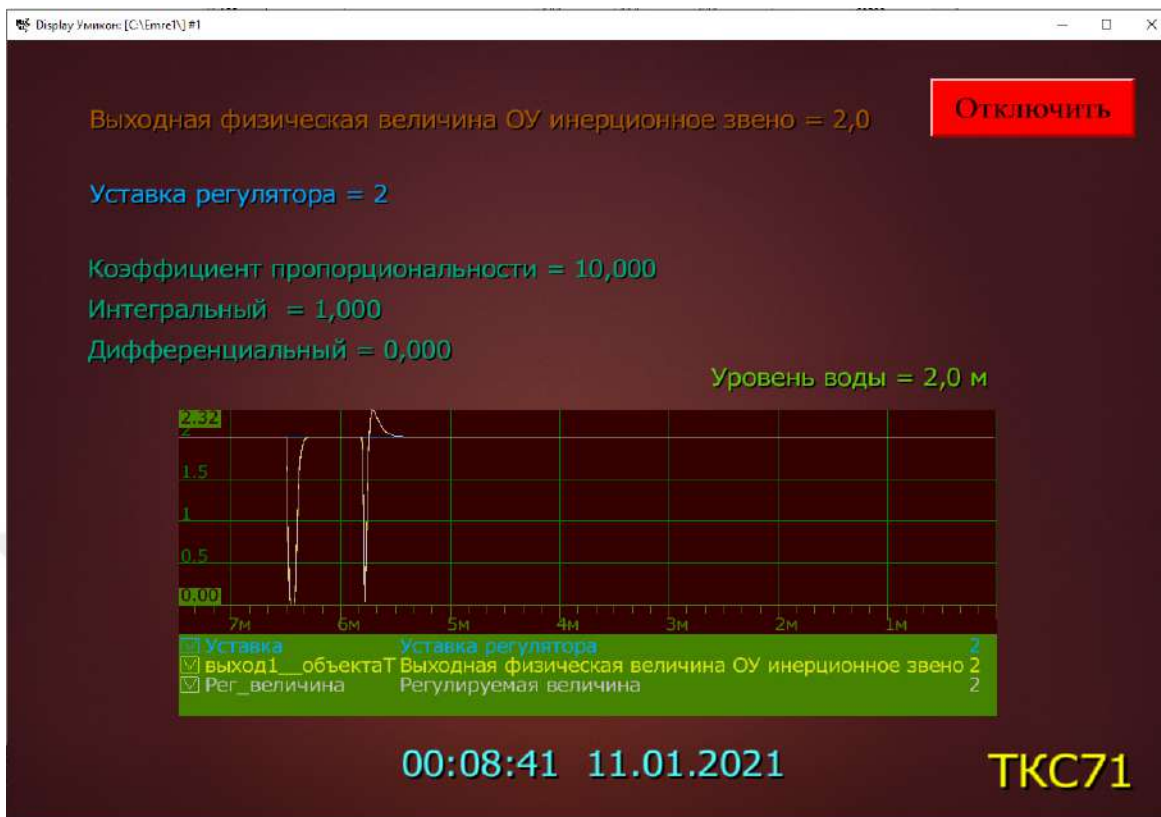 Display Умикон: [C:\Emre1\] #1
Отключить
Выходная физическая величина ОУ инерционное звено = 2,0
Уставка регулятора = 2
Коэффициент пропорциональности = 10,000
Интегральный = 1,000
Дифференциальный = 0,000
Уровень воды = 2,0 м
2.32
2
1.5
1
0.5
0.00
7м 6м 5м 4м 3м 2м 1м
Уставка Уставка регулятора 2
выход1__объектаТ Выходная физическая величина ОУ инерционное звено 2
Рег_величина Регулируемая величина 2
00:08:41 11.01.2021
ТКС71